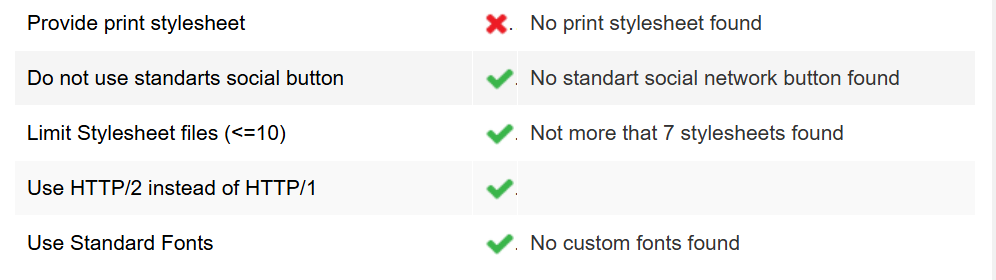 Provide print stylesheet . No print stylesheet found
Do not use standarts social button . No standart social network button found
Limit Stylesheet files (<=10) . Not more that 7 stylesheets found
Use HTTP/2 instead of HTTP/1 .
Use Standard Fonts . No custom fonts found